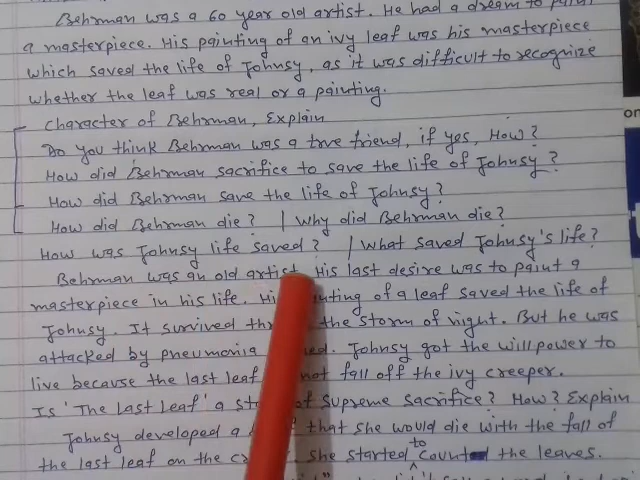 Behrman was a 60 year old artist. He had a dream to paint
a masterpiece. His painting of an ivy leaf was his masterpiece
which saved the life of Johnsy, as it was difficult to recognize
whether the leaf was real or a painting.
Character of Behrman, Explain
Do you think Behrman was a true friend, if yes, How?
How did Behrman sacrifice to save the life of Johnsy?
How did Behrman save the life of Johnsy?
How did Behrman die? | Why did Behrman die?
How was Johnsy life saved? | What saved Johnsy's life?
Behrman was an old artist. His last desire was to paint a
masterpiece in his life. of a leaf saved the life of
Johnsy. It survived the storm of night. But he was
attacked by pneumonia Johnsy got the willpower to
live because the last leaf not fall off the ivy creeper.
Is 'The Last Leaf' a of supreme sacrifice? How? Explain
Johnsy developed a that she would die with the fall of
the last leaf on the she started to count the leaves.
on